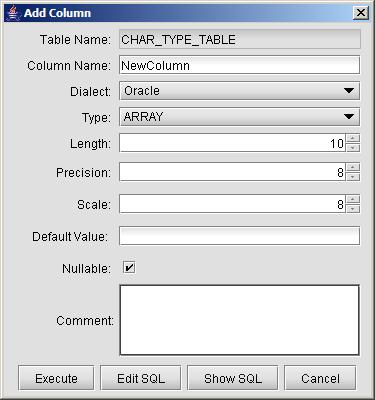 Add Column
Table Name: CHAR_TYPE_TABLE
Column Name: NewColumn
Dialect: Oracle
Type: ARRAY
Length: 10
Precision: 8
Scale: 8
Default Value:
Nullable:
Comment:
Execute Edit SQL Show SQL Cancel